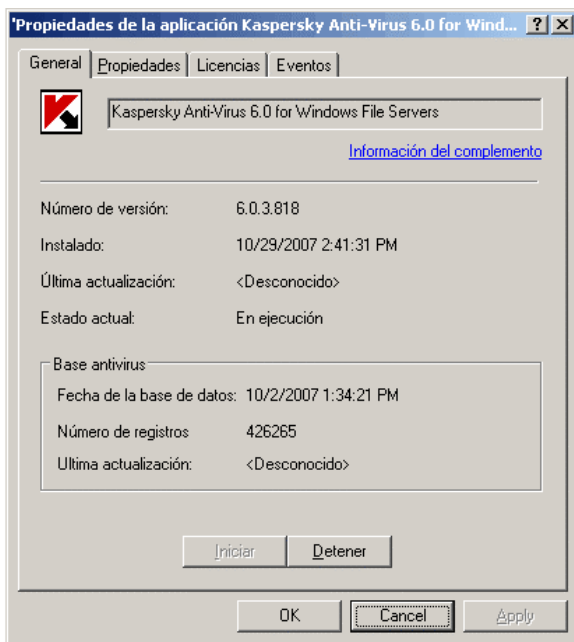 'Propiedades de la aplicación Kaspersky Anti-Virus 6.0 for Wind...
General Propiedades Licencias Eventos
Kaspersky Anti-Virus 6.0 for Windows File Servers
Información del complemento
Número de versión: 6.0.3.818
Instalado: 10/29/2007 2:41:31 PM
Última actualización: <Desconocido>
Estado actual: En ejecución
Base antivirus
Fecha de la base de datos: 10/2/2007 1:34:21 PM
Número de registros 426265
Ultima actualización: <Desconocido>
Iniciar Detener
OK Cancel Apply